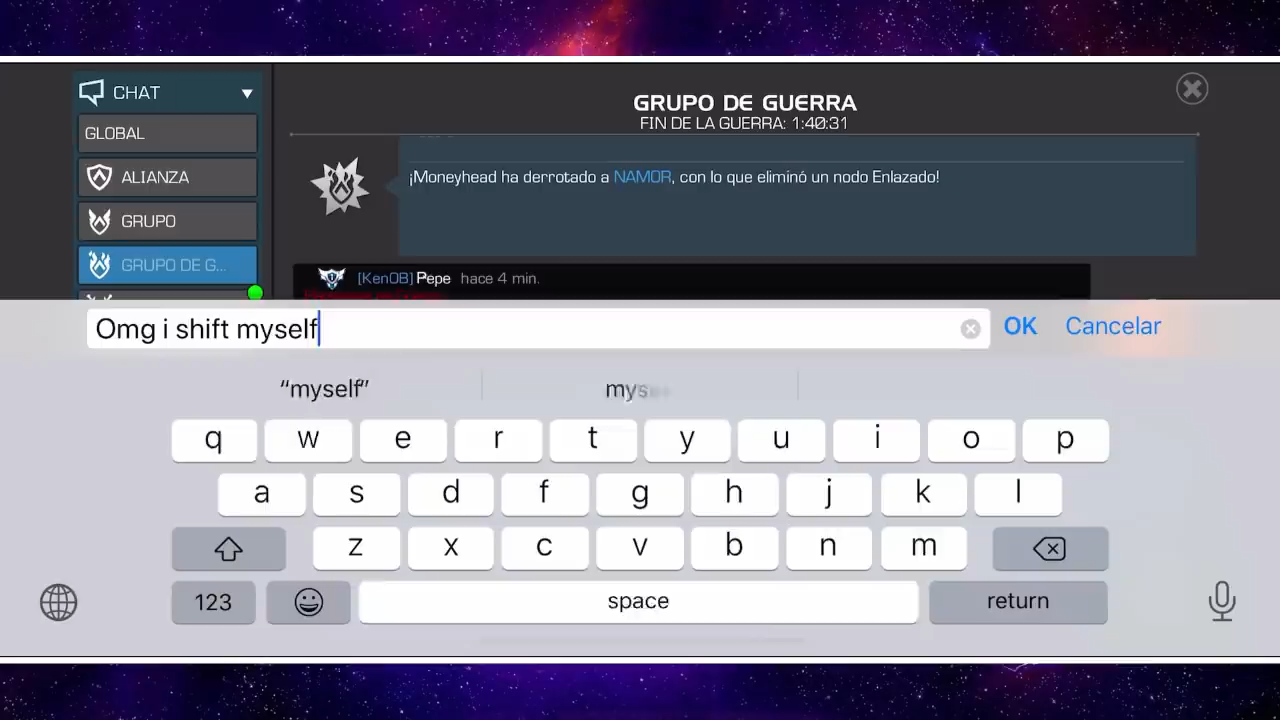 CHAT
GLOBAL
ALIANZA
GRUPO
GRUPO DE G...
GRUPO DE GUERRA
FIN DE LA GUERRA: 1:40:31
¡Moneyhead ha derrotado a NAMOR, con lo que eliminó un nodo Enlazado!
[KenOB] Pepe hace 4 min.
Omg i shift myself
OK Cancelar
“myself”
mys
q w e r t y u i o p
a s d f g h j k l
z x c v b n m
123 space return